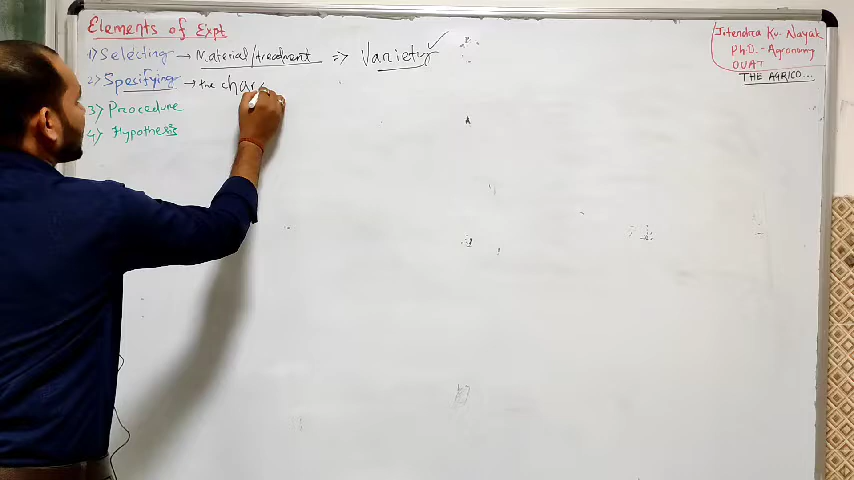 Elements of Expt
1) Selecting → Material/treatment => Variety ✓
2) Spesifying → the char
3) Procedure
4) Hypothesis
Jitendra Ku. Nayak
Ph.D. - Agronomy
OUAT
THE AGRICO...